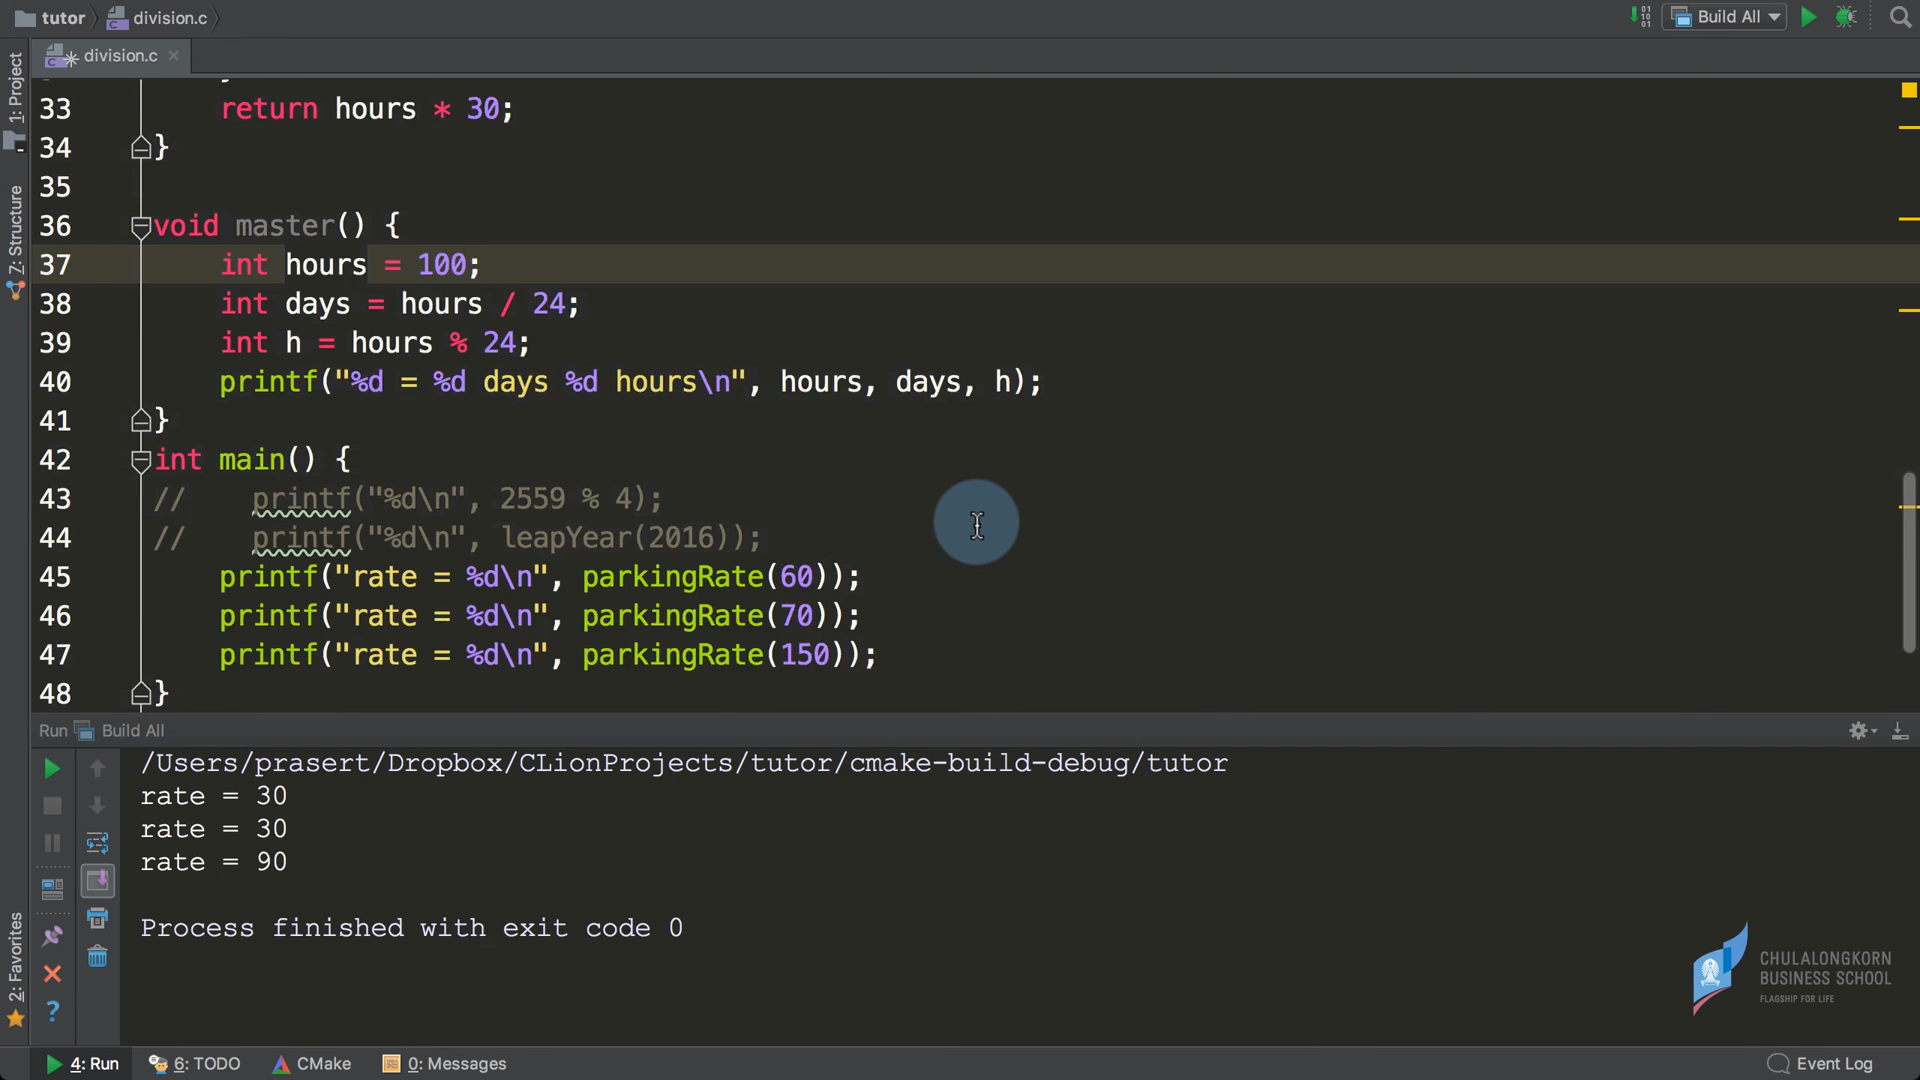 tutor division.c Build All
division.c
1: Project
7: Structure
2: Favorites
33 return hours * 30;
34 }
35
36 void master() {
37 int hours = 100;
38 int days = hours / 24;
39 int h = hours % 24;
40 printf("%d = %d days %d hours\n", hours, days, h);
41 }
42 int main() {
43 // printf("%d\n", 2559 % 4);
44 // printf("%d\n", leapYear(2016));
45 printf("rate = %d\n", parkingRate(60));
46 printf("rate = %d\n", parkingRate(70));
47 printf("rate = %d\n", parkingRate(150));
48 }
Run Build All
/Users/prasert/Dropbox/CLionProjects/tutor/cmake-build-debug/tutor
rate = 30
rate = 30
rate = 90
Process finished with exit code 0
CHULALONGKORN
BUSINESS SCHOOL
FLAGSHIP FOR LIFE
4: Run 6: TODO CMake 0: Messages Event Log